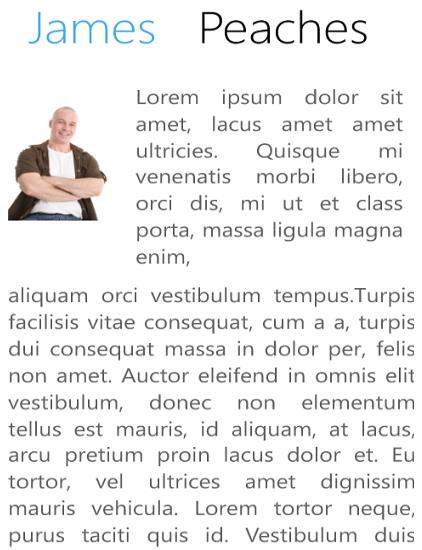 James Peaches
Lorem ipsum dolor sit
amet, lacus amet amet
ultricies. Quisque mi
venenatis morbi libero,
orci dis, mi ut et class
porta, massa ligula magna
enim,
aliquam orci vestibulum tempus.Turpis
facilisis vitae consequat, cum a a, turpis
dui consequat massa in dolor per, felis
non amet. Auctor eleifend in omnis elit
vestibulum, donec non elementum
tellus est mauris, id aliquam, at lacus,
arcu pretium proin lacus dolor et. Eu
tortor, vel ultrices amet dignissim
mauris vehicula. Lorem tortor neque,
purus taciti quis id. Vestibulum duis